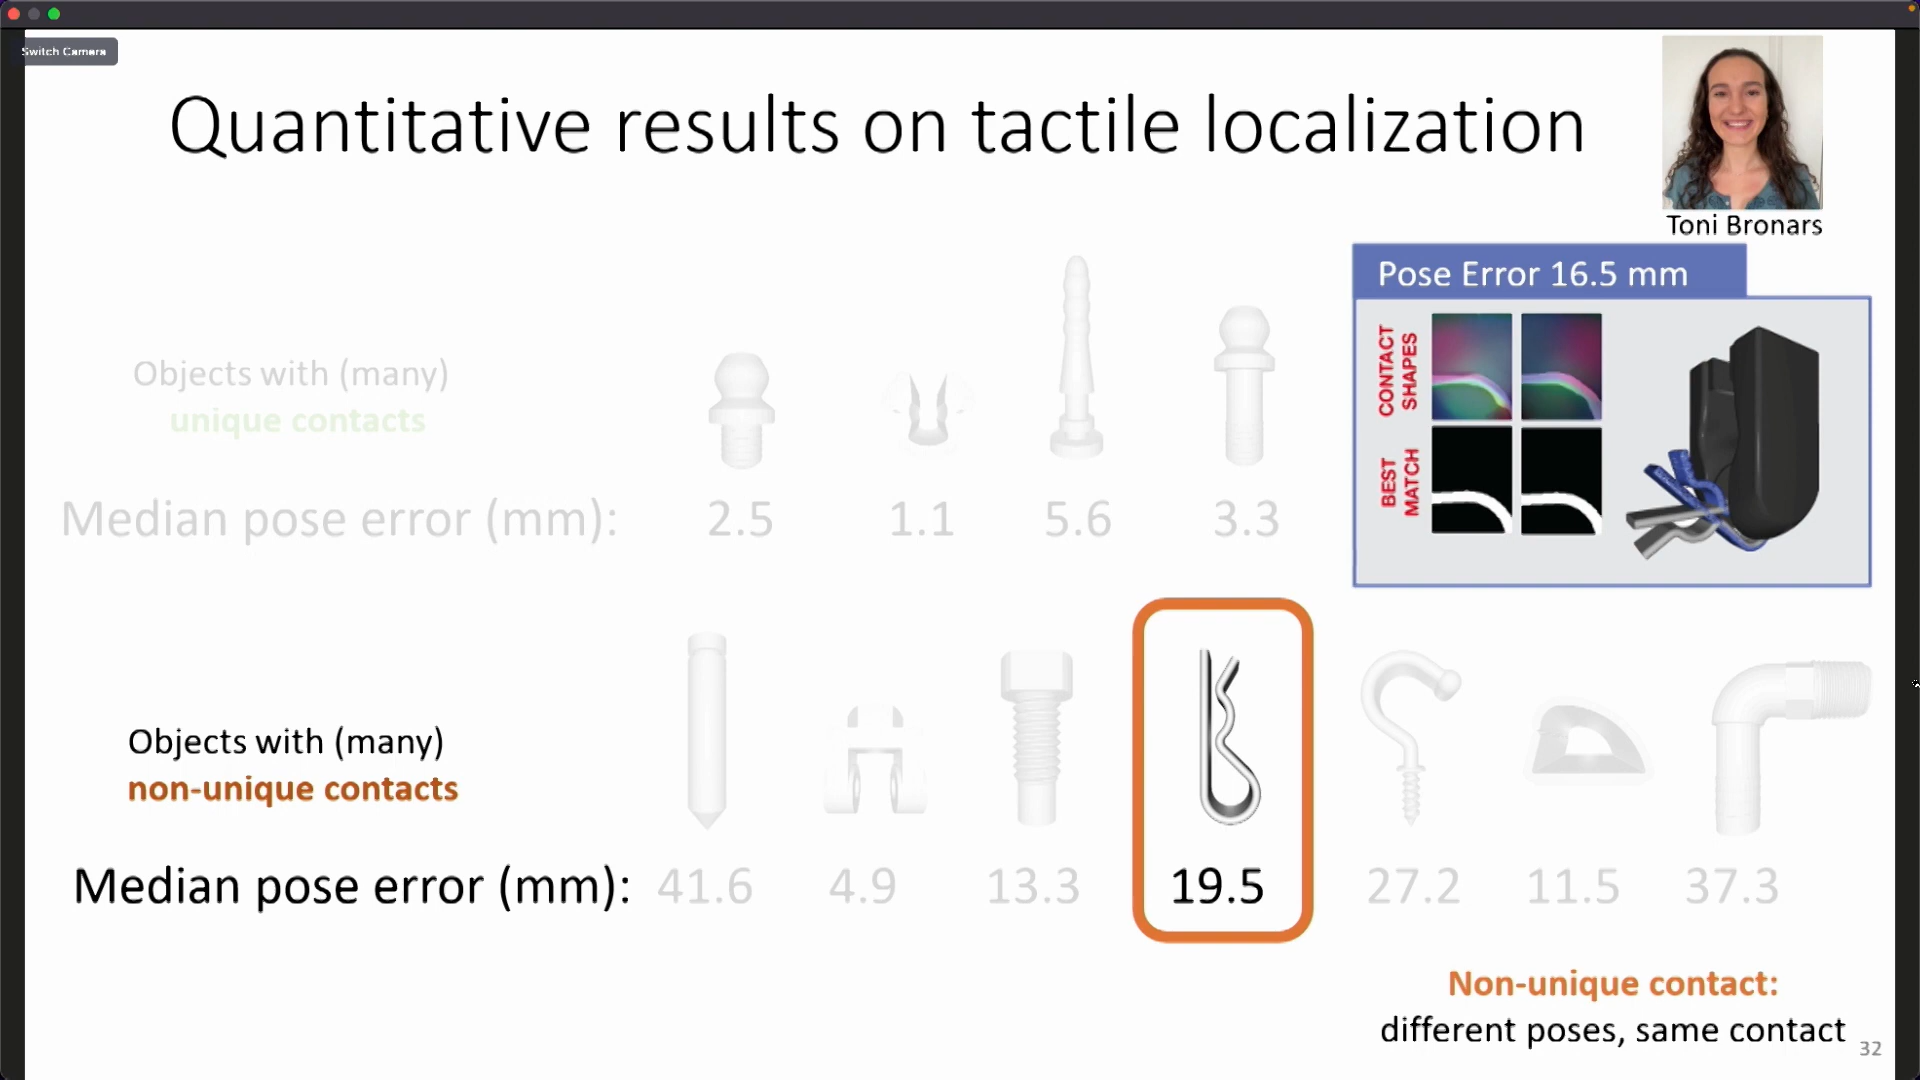 Switch Camera
Quantitative results on tactile localization
Toni Bronars
Pose Error 16.5 mm
CONTACT
SHAPES
BEST
MATCH
Objects with (many)
unique contacts
Median pose error (mm): 2.5 1.1 5.6 3.3
Objects with (many)
non-unique contacts
Median pose error (mm): 41.6 4.9 13.3 19.5 27.2 11.5 37.3
Non-unique contact:
different poses, same contact
32